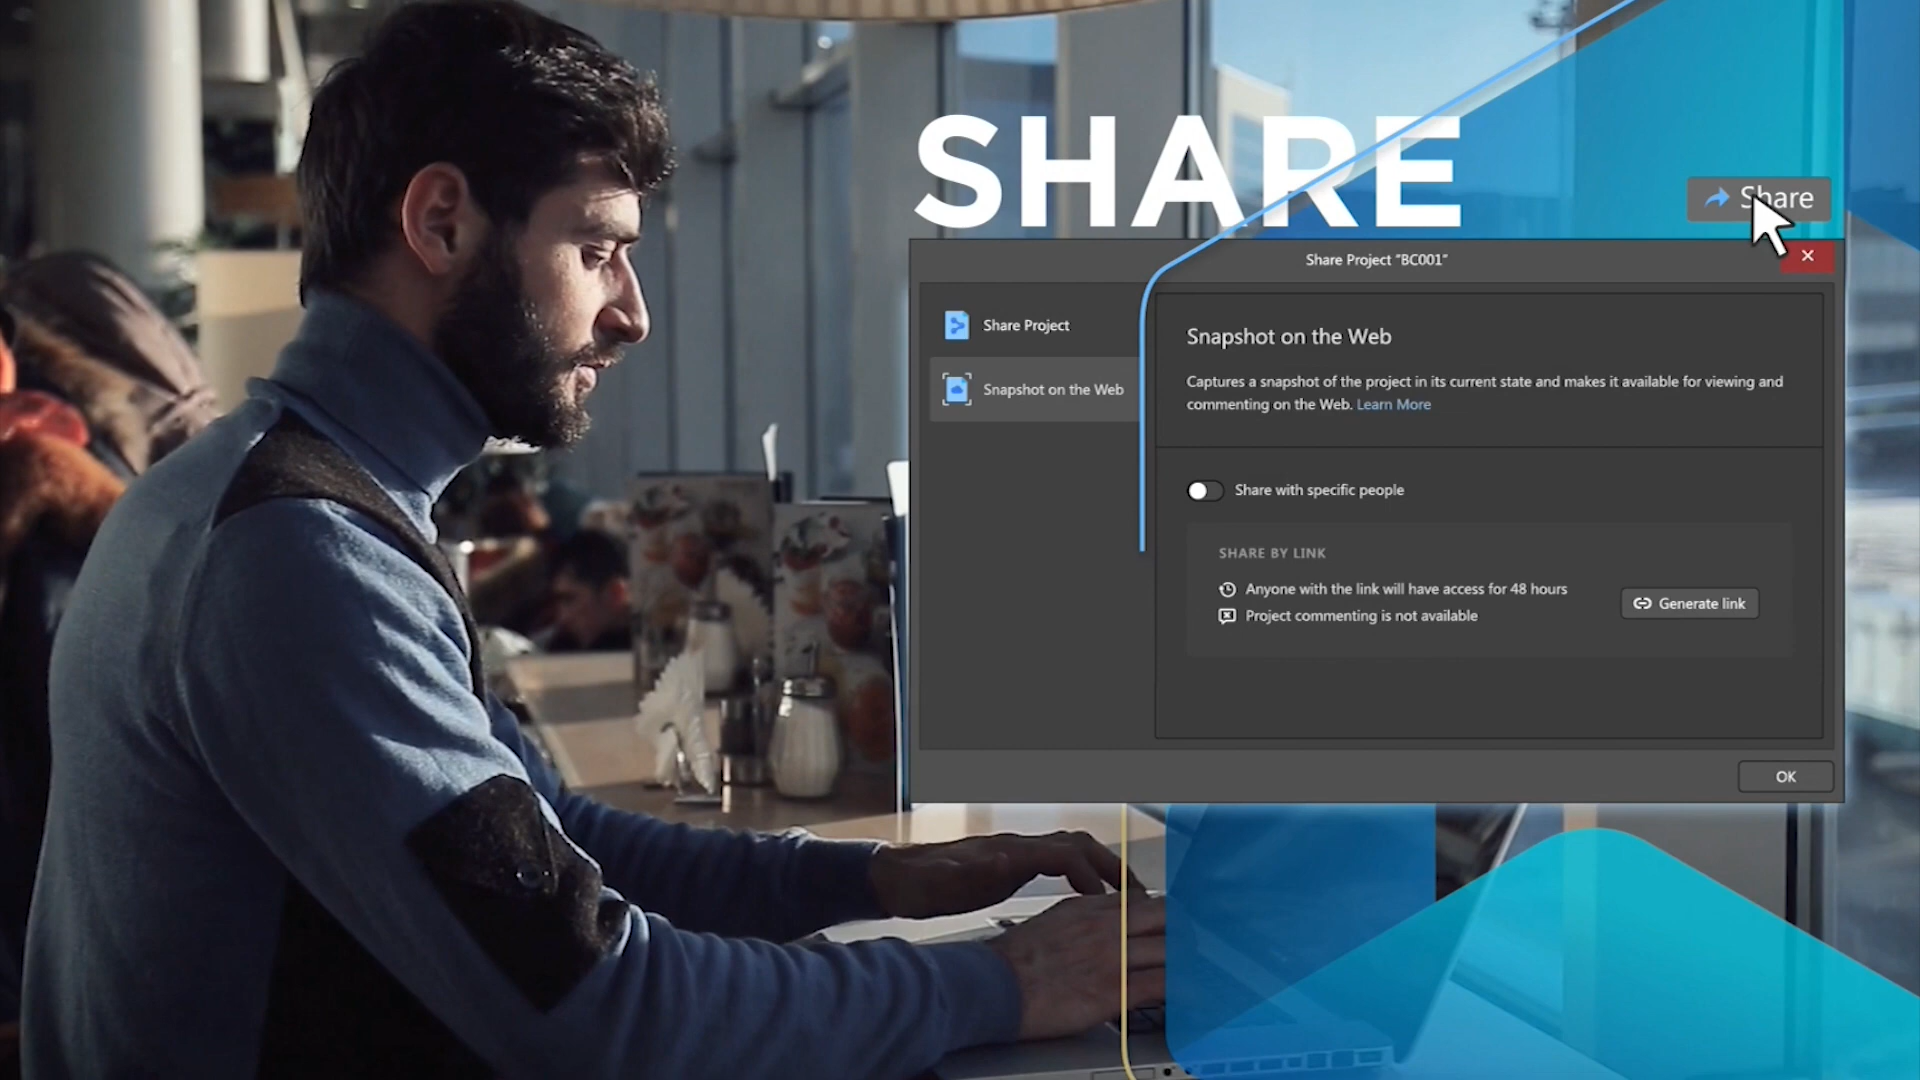 SHARE
Share
Share Project "BC001"
Share Project
Snapshot on the Web
Snapshot on the Web
Captures a snapshot of the project in its current state and makes it available for viewing and
commenting on the Web. Learn More
Share with specific people
SHARE BY LINK
Anyone with the link will have access for 48 hours
Project commenting is not available
Generate link
OK